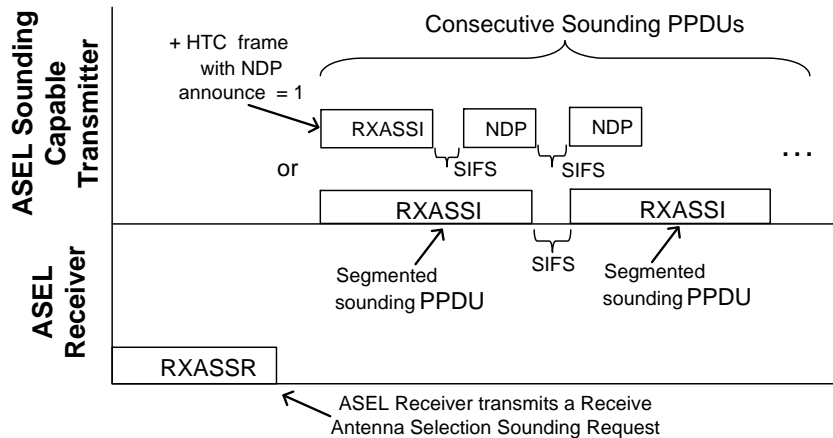 Consecutive Sounding PPDUs
+ HTC frame
with NDP
announce = 1
ASEL Sounding
Capable
Transmitter
RXASSI
NDP
NDP
SIFS
SIFS
...
or
RXASSI
RXASSI
SIFS
Segmented
sounding PPDU
Segmented
sounding PPDU
ASEL
Receiver
RXASSR
ASEL Receiver transmits a Receive
Antenna Selection Sounding Request